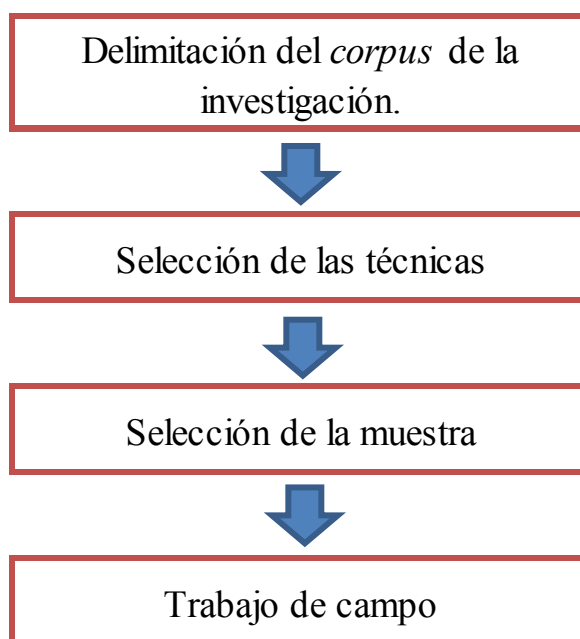 Delimitación del corpus de la
investigación.
Selección de las técnicas
Selección de la muestra
Trabajo de campo